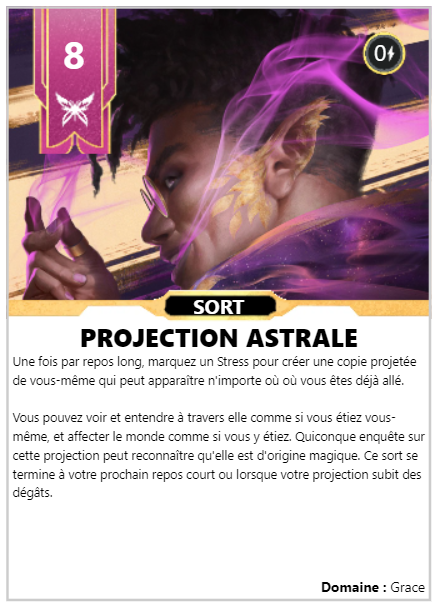 8
0
SORT
PROJECTION ASTRALE
Une fois par repos long, marquez un Stress pour créer une copie projetée
de vous-même qui peut apparaître n'importe où où vous êtes déjà allé.
Vous pouvez voir et entendre à travers elle comme si vous étiez vous-
même, et affecter le monde comme si vous y étiez. Quiconque enquête sur
cette projection peut reconnaître qu'elle est d'origine magique. Ce sort se
termine à votre prochain repos court ou lorsque votre projection subit des
dégâts.
Domaine : Grace